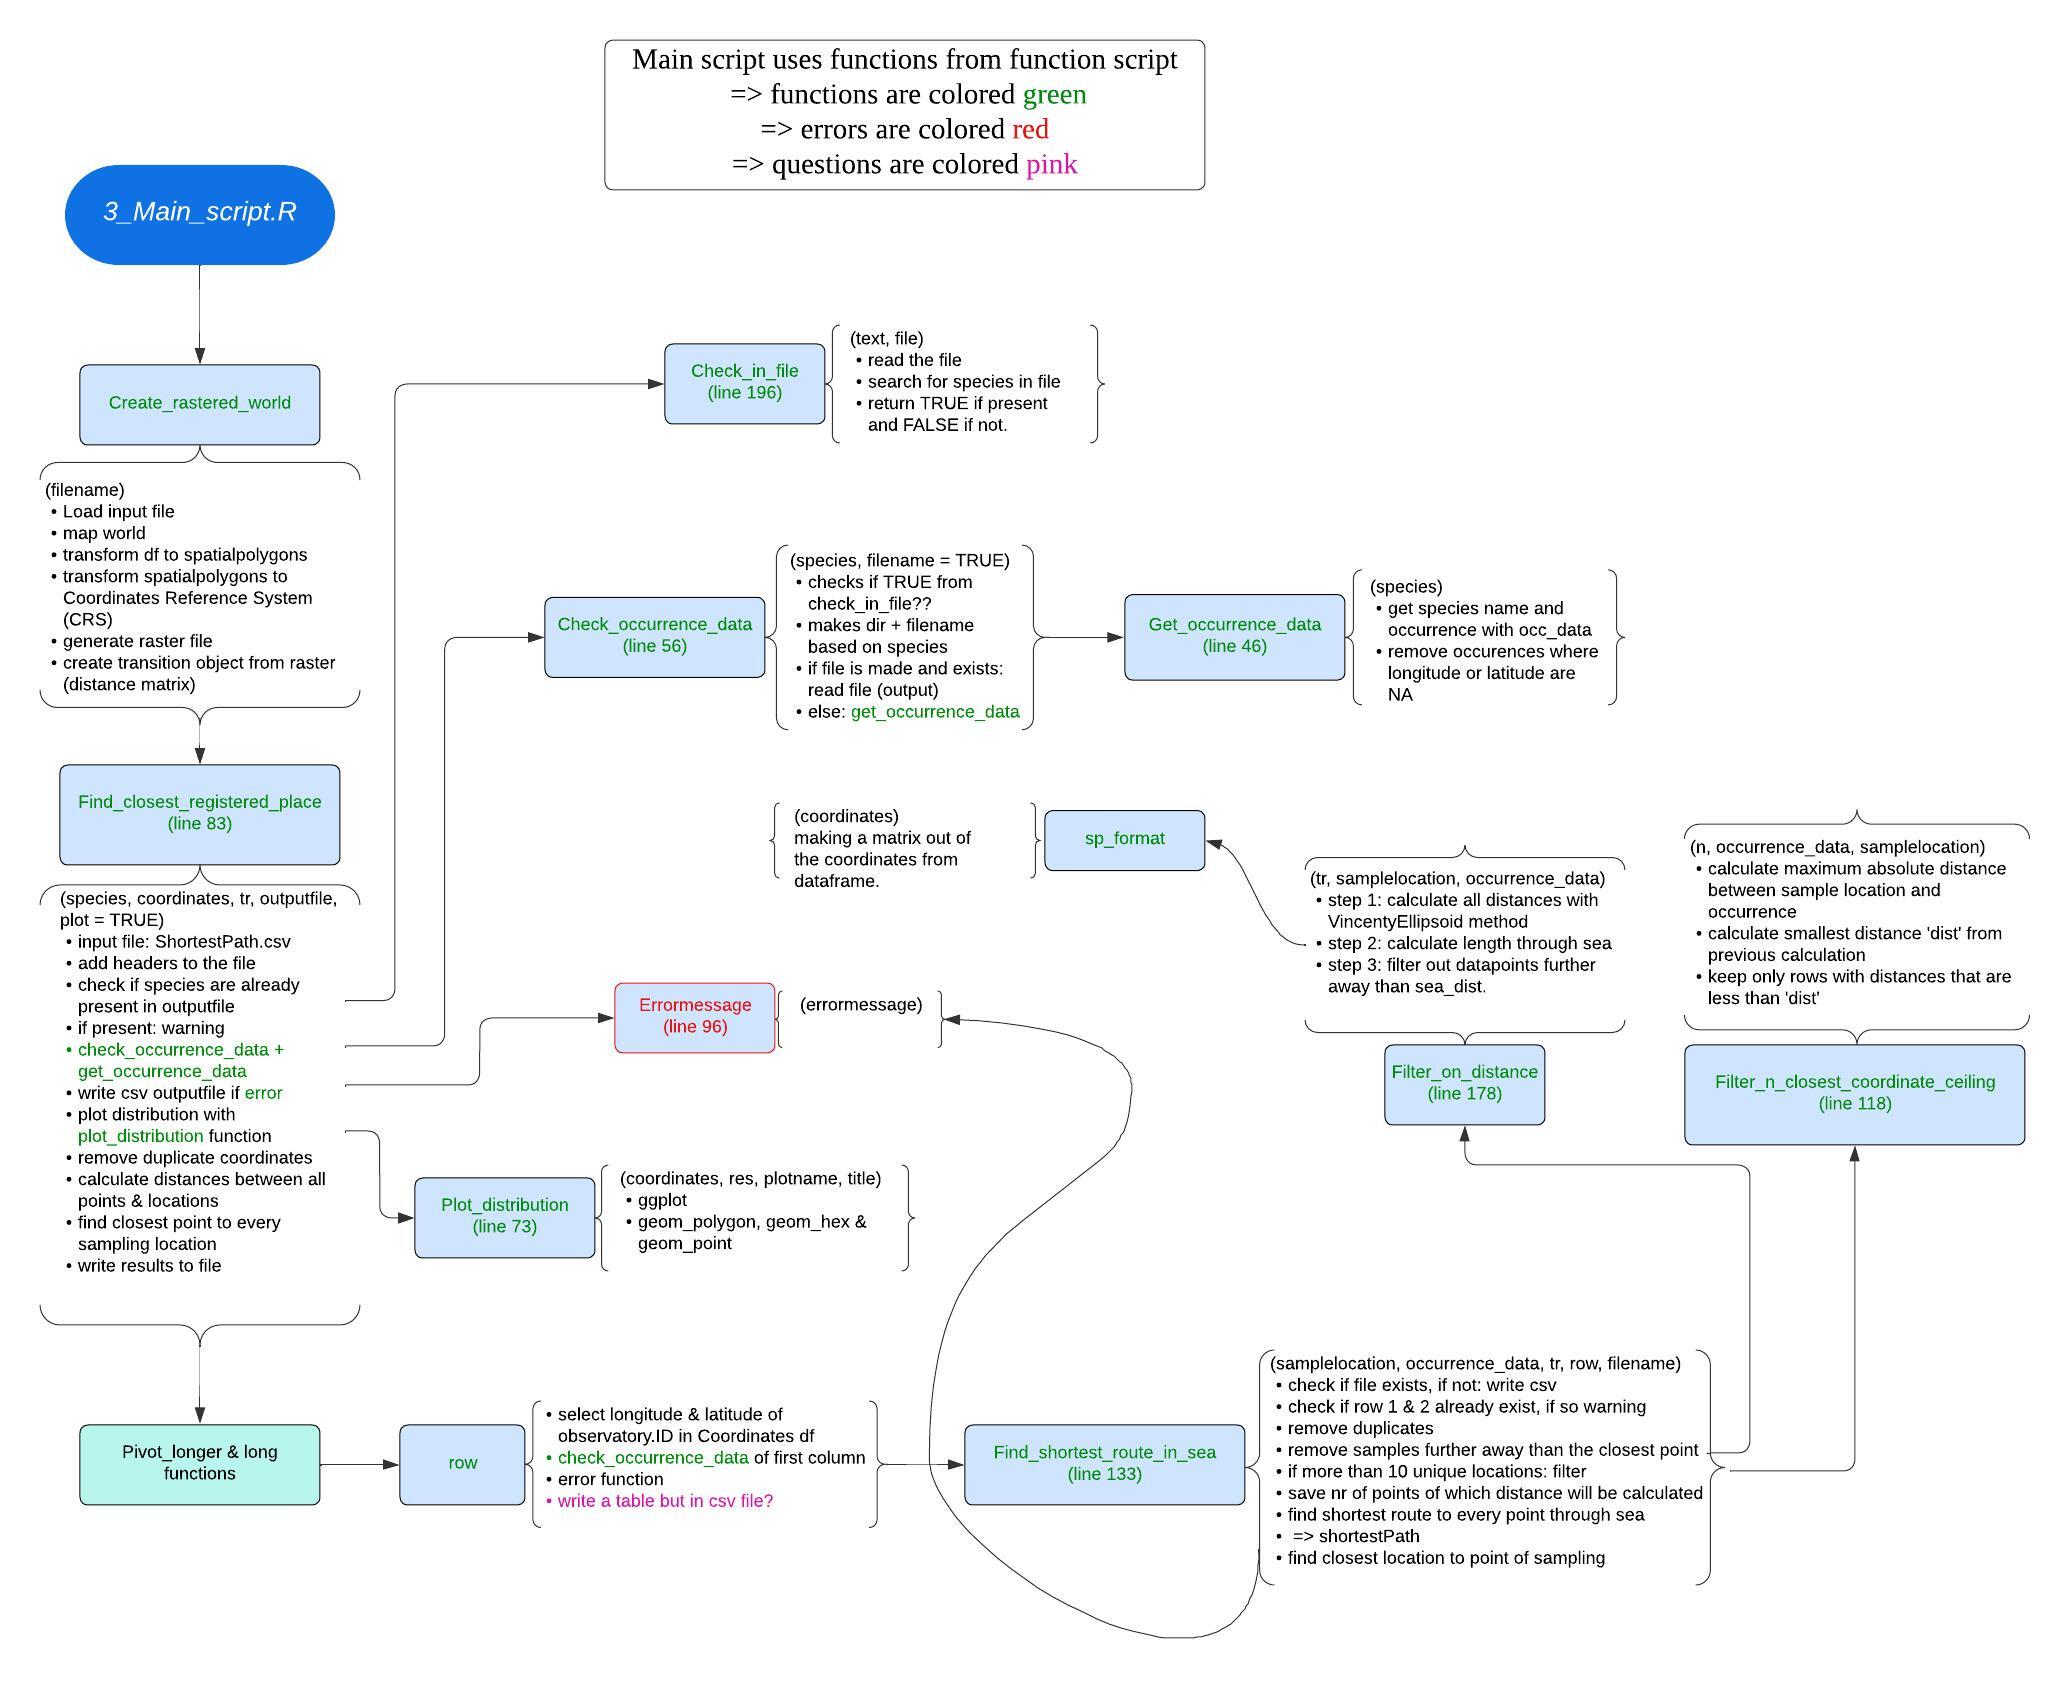 Main script uses functions from function script
=> functions are colored green
=> errors are colored red
=> questions are colored pink
3_Main_script.R
Create_rastered_world
(filename)
• Load input file
• map world
• transform df to spatialpolygons
• transform spatialpolygons to
Coordinates Reference System
(CRS)
• generate raster file
• create transition object from raster
(distance matrix)
Find_closest_registered_place
(line 83)
(species, coordinates, tr, outputfile,
plot = TRUE)
• input file: ShortestPath.csv
• add headers to the file
• check if species are already
present in outputfile
• if present: warning
• check_occurrence_data +
get_occurrence_data
• write csv outputfile if error
• plot distribution with
plot_distribution function
• remove duplicate coordinates
• calculate distances between all
points & locations
• find closest point to every
sampling location
• write results to file
Check_in_file
(line 196)
(text, file)
• read the file
• search for species in file
• return TRUE if present
and FALSE if not.
Check_occurrence_data
(line 56)
(species, filename = TRUE)
• checks if TRUE from
check_in_file??
• makes dir + filename
based on species
• if file is made and exists:
read file (output)
• else: get_occurrence_data
Get_occurrence_data
(line 46)
(species)
• get species name and
occurrence with occ_data
• remove occurences where
longitude or latitude are
NA
(coordinates)
making a matrix out of
the coordinates from
dataframe.
sp_format
(tr, samplelocation, occurrence_data)
• step 1: calculate all distances with
VincentyEllipsoid method
• step 2: calculate length through sea
• step 3: filter out datapoints further
away than sea_dist.
Filter_on_distance
(line 178)
(n, occurrence_data, samplelocation)
• calculate maximum absolute distance
between sample location and
occurrence
• calculate smallest distance 'dist' from
previous calculation
• keep only rows with distances that are
less than 'dist'
Filter_n_closest_coordinate_ceiling
(line 118)
Errormessage
(line 96)
(errormessage)
Plot_distribution
(line 73)
(coordinates, res, plotname, title)
• ggplot
• geom_polygon, geom_hex &
geom_point
Pivot_longer & long
functions
row
• select longitude & latitude of
observatory.ID in Coordinates df
• check_occurrence_data of first column
• error function
• write a table but in csv file?
Find_shortest_route_in_sea
(line 133)
(samplelocation, occurrence_data, tr, row, filename)
• check if file exists, if not: write csv
• check if row 1 & 2 already exist, if so warning
• remove duplicates
• remove samples further away than the closest point
• if more than 10 unique locations: filter
• save nr of points of which distance will be calculated
• find shortest route to every point through sea
• => shortestPath
• find closest location to point of sampling